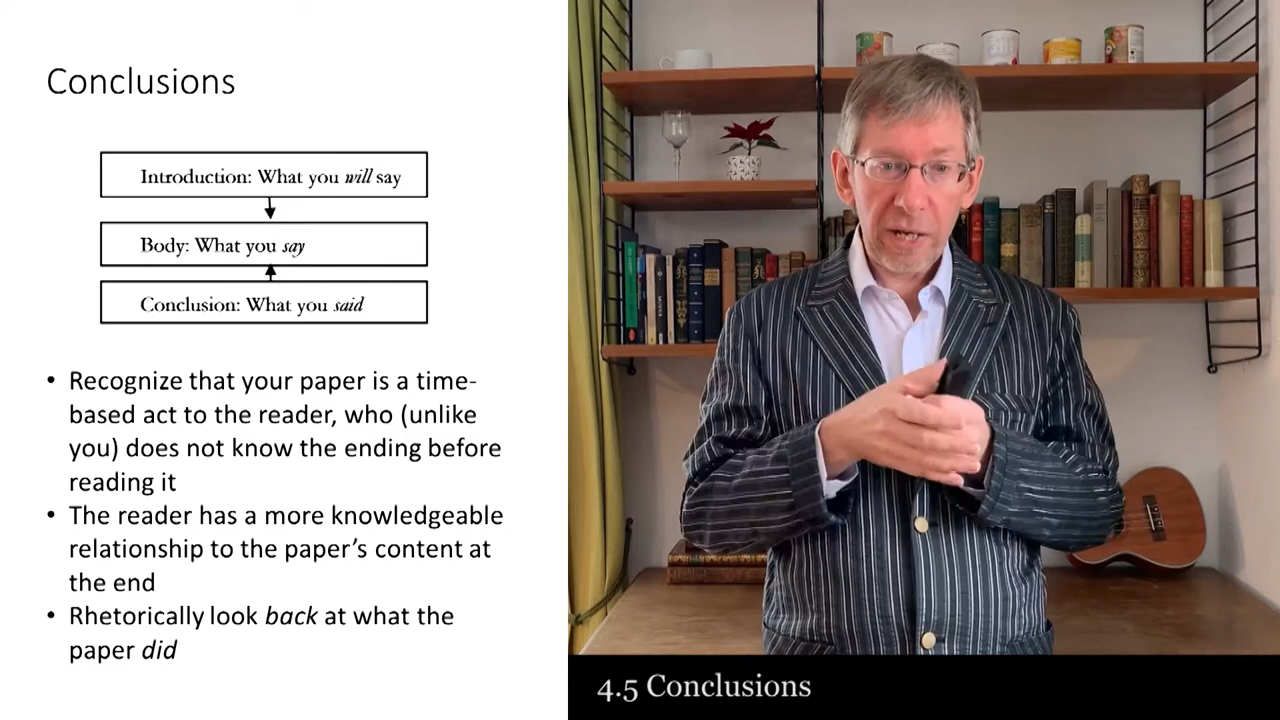 Conclusions
Introduction: What you will say
Body: What you say
Conclusion: What you said
• Recognize that your paper is a time-
based act to the reader, who (unlike
you) does not know the ending before
reading it
• The reader has a more knowledgeable
relationship to the paper’s content at
the end
• Rhetorically look back at what the
paper did
4.5 Conclusions